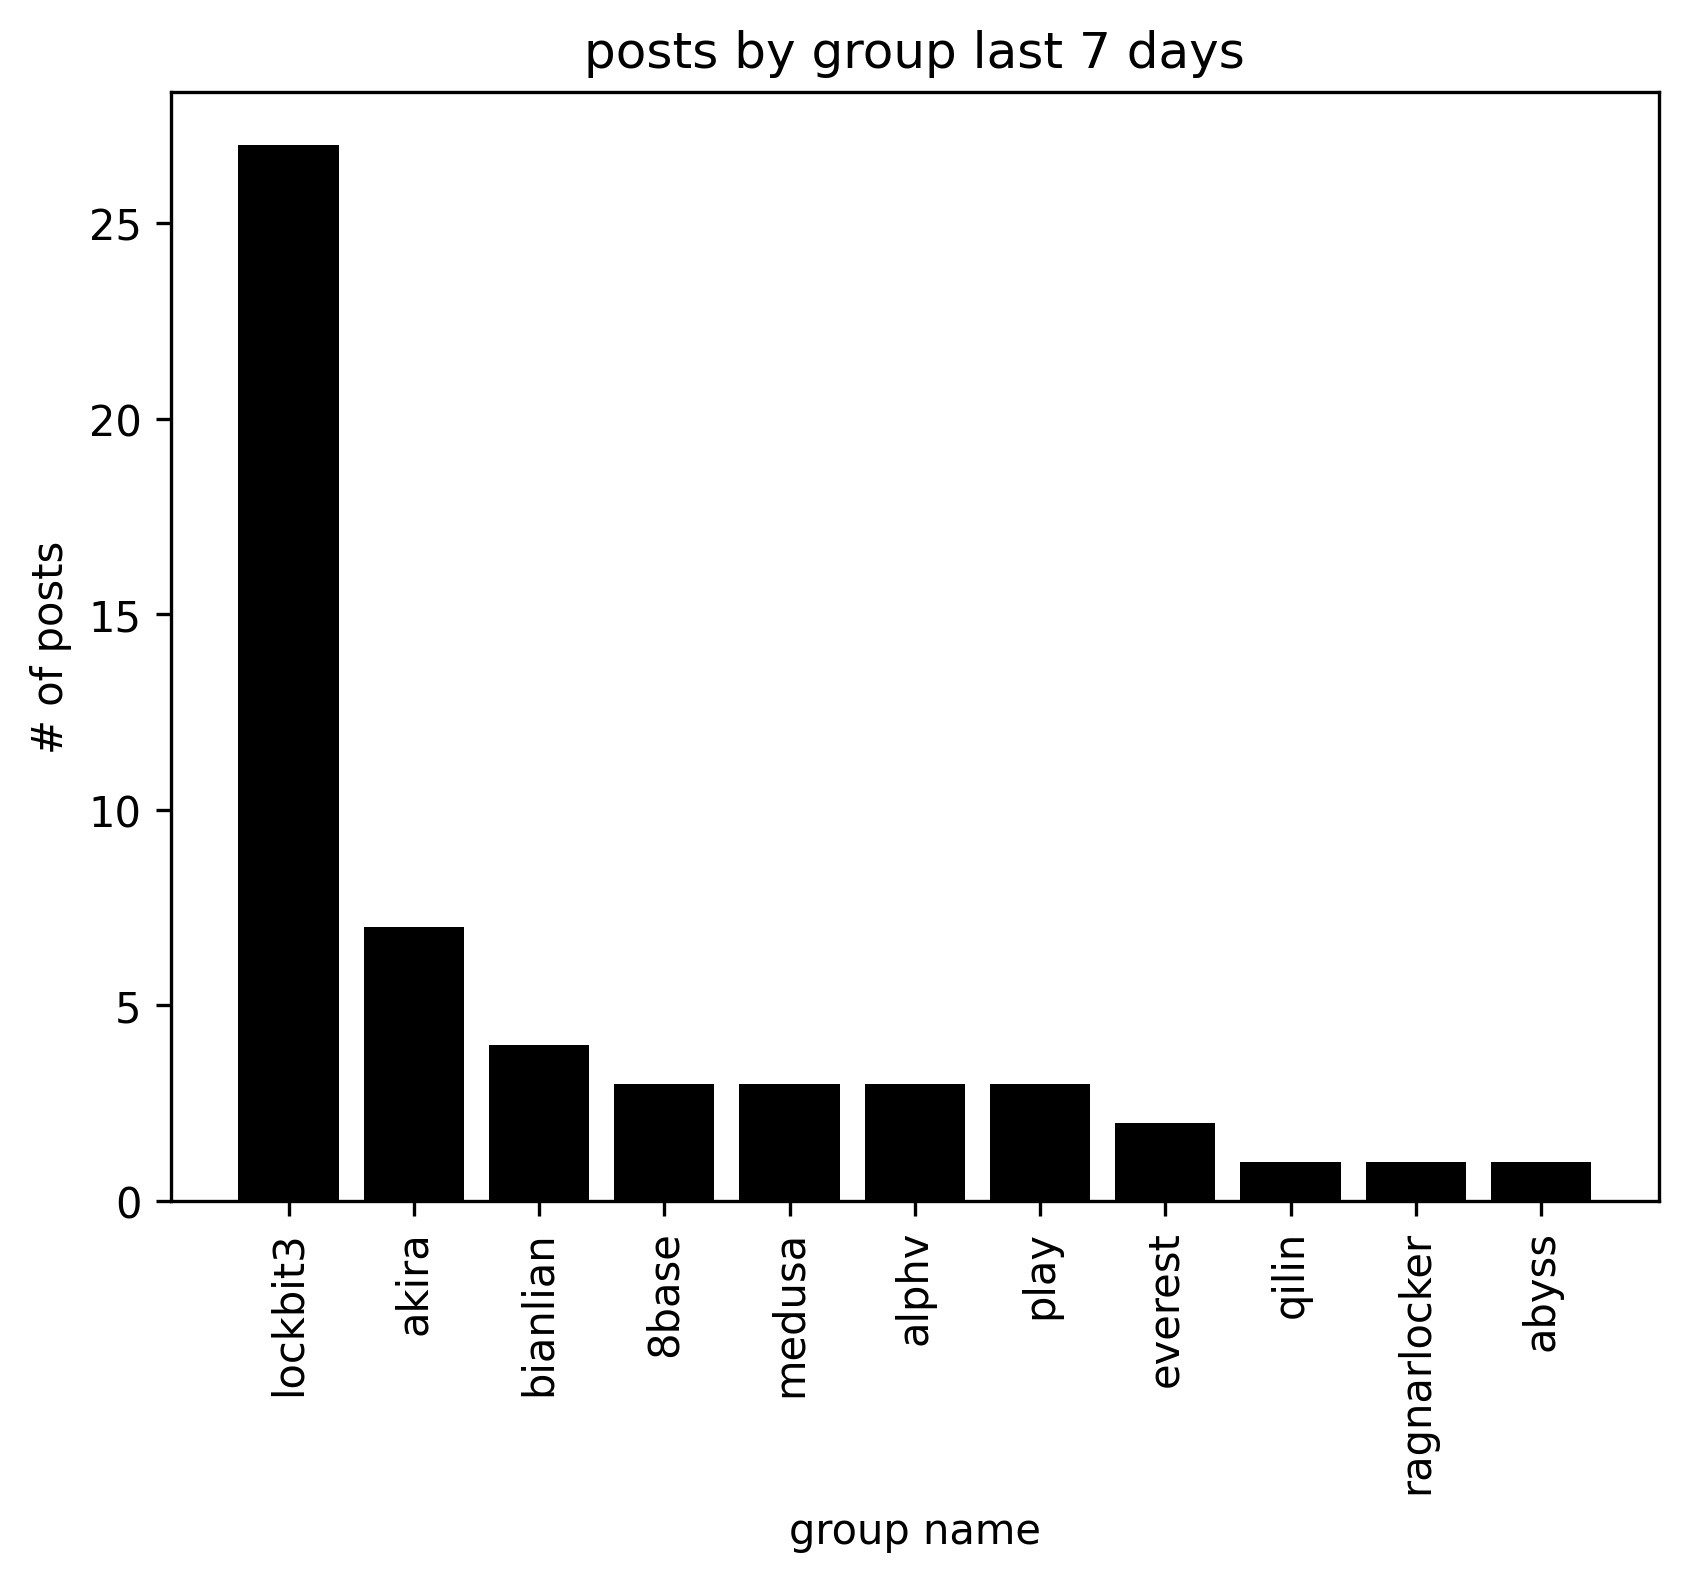 posts by group last 7 days
# of posts
25
20
15
10
5
0
lockbit3
akira
bianlian
8base
medusa
alphv
play
everest
qilin
ragnarlocker
abyss
group name